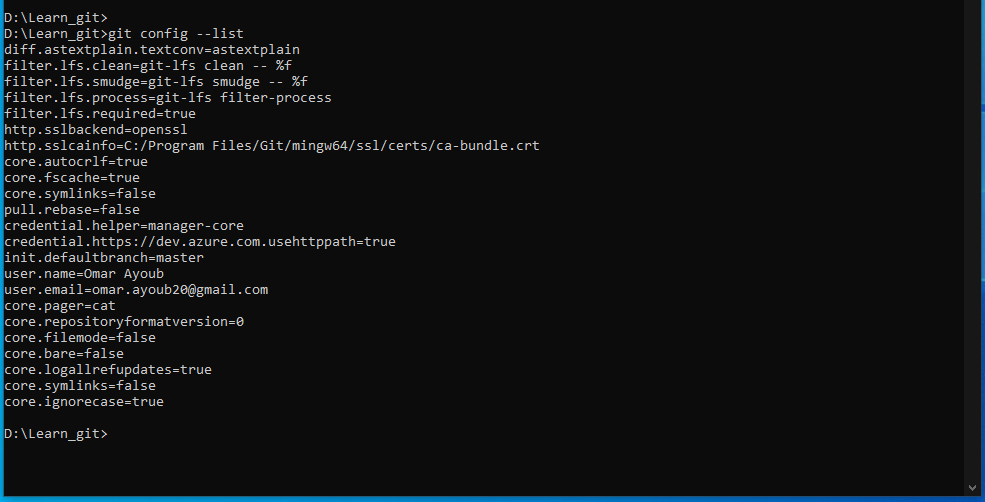 D:\Learn_git>
D:\Learn_git>git config --list
diff.astextplain.textconv=astextplain
filter.lfs.clean=git-lfs clean -- %f
filter.lfs.smudge=git-lfs smudge -- %f
filter.lfs.process=git-lfs filter-process
filter.lfs.required=true
http.sslbackend=openssl
http.sslcainfo=C:/Program Files/Git/mingw64/ssl/certs/ca-bundle.crt
core.autocrlf=true
core.fscache=true
core.symlinks=false
pull.rebase=false
credential.helper=manager-core
credential.https://dev.azure.com.usehttppath=true
init.defaultbranch=master
user.name=Omar Ayoub
user.email=omar.ayoub20@gmail.com
core.pager=cat
core.repositoryformatversion=0
core.filemode=false
core.bare=false
core.logallrefupdates=true
core.symlinks=false
core.ignorecase=true
D:\Learn_git>